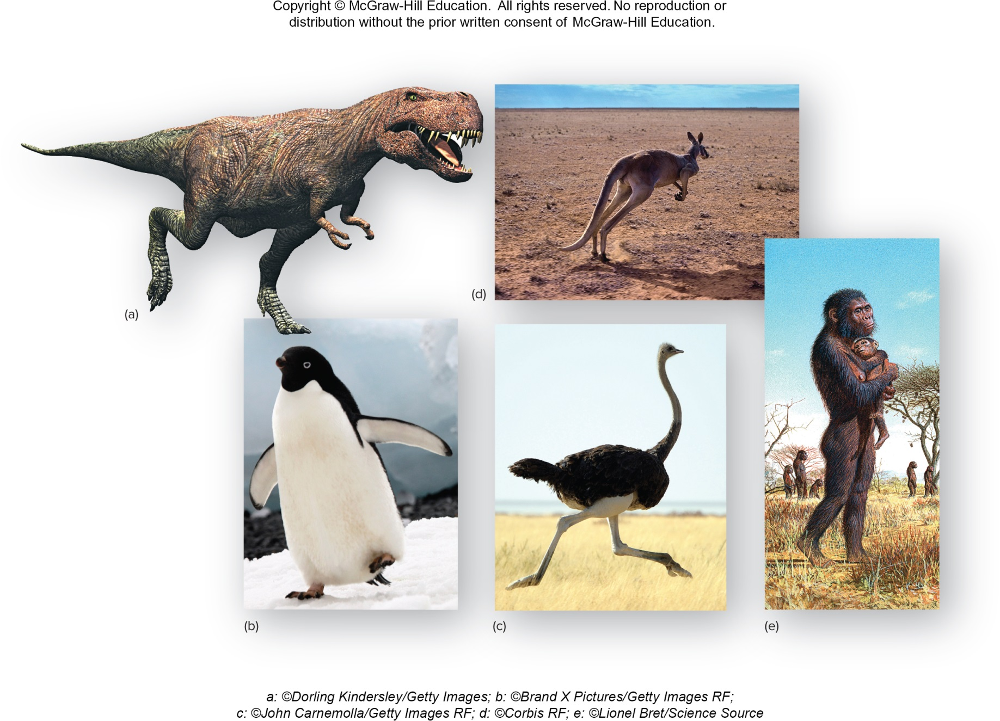 Copyright © McGraw-Hill Education. All rights reserved. No reproduction or
distribution without the prior written consent of McGraw-Hill Education.
(a)
(d)
(b)
(c)
(e)
a: ©Dorling Kindersley/Getty Images; b: ©Brand X Pictures/Getty Images RF;
c: ©John Carnemolla/Getty Images RF; d: ©Corbis RF; e: ©Lionel Bret/Science Source